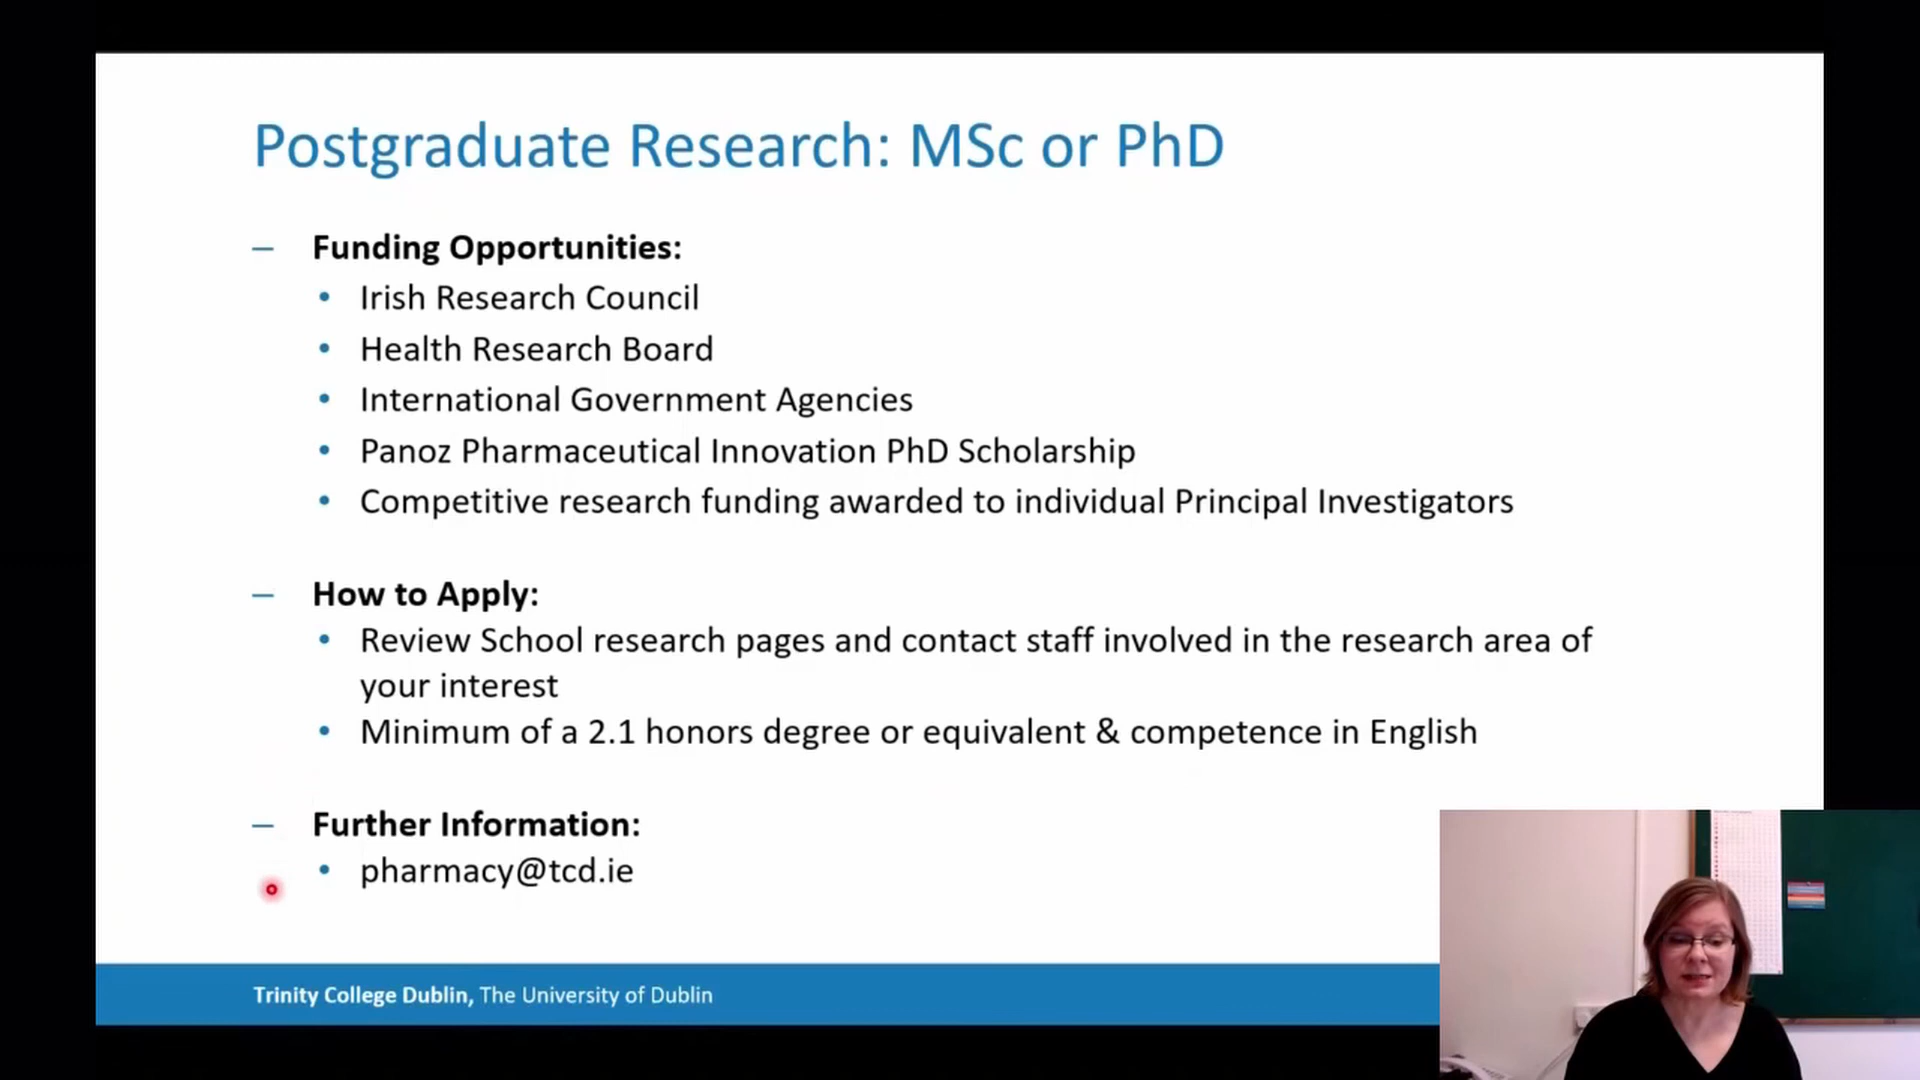 Postgraduate Research: MSc or PhD
– Funding Opportunities:
• Irish Research Council
• Health Research Board
• International Government Agencies
• Panoz Pharmaceutical Innovation PhD Scholarship
• Competitive research funding awarded to individual Principal Investigators
– How to Apply:
• Review School research pages and contact staff involved in the research area of
your interest
• Minimum of a 2.1 honors degree or equivalent & competence in English
– Further Information:
• pharmacy@tcd.ie
Trinity College Dublin, The University of Dublin